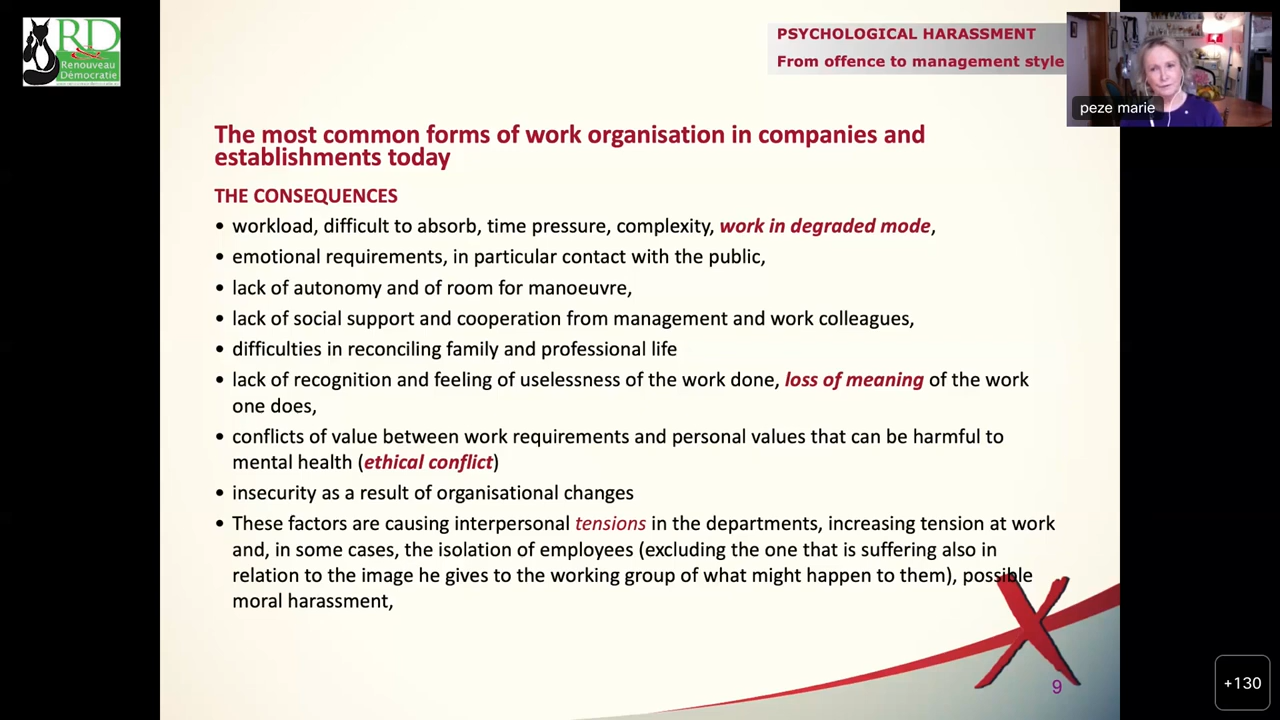 RD
Renouveau
Démocratie
PSYCHOLOGICAL HARASSMENT
From offence to management style
peze marie
The most common forms of work organisation in companies and
establishments today
THE CONSEQUENCES
• workload, difficult to absorb, time pressure, complexity, work in degraded mode,
• emotional requirements, in particular contact with the public,
• lack of autonomy and of room for manoeuvre,
• lack of social support and cooperation from management and work colleagues,
• difficulties in reconciling family and professional life
• lack of recognition and feeling of uselessness of the work done, loss of meaning of the work
one does,
• conflicts of value between work requirements and personal values that can be harmful to
mental health (ethical conflict)
• insecurity as a result of organisational changes
• These factors are causing interpersonal tensions in the departments, increasing tension at work
and, in some cases, the isolation of employees (excluding the one that is suffering also in
relation to the image he gives to the working group of what might happen to them), possible
moral harassment,
9
+130